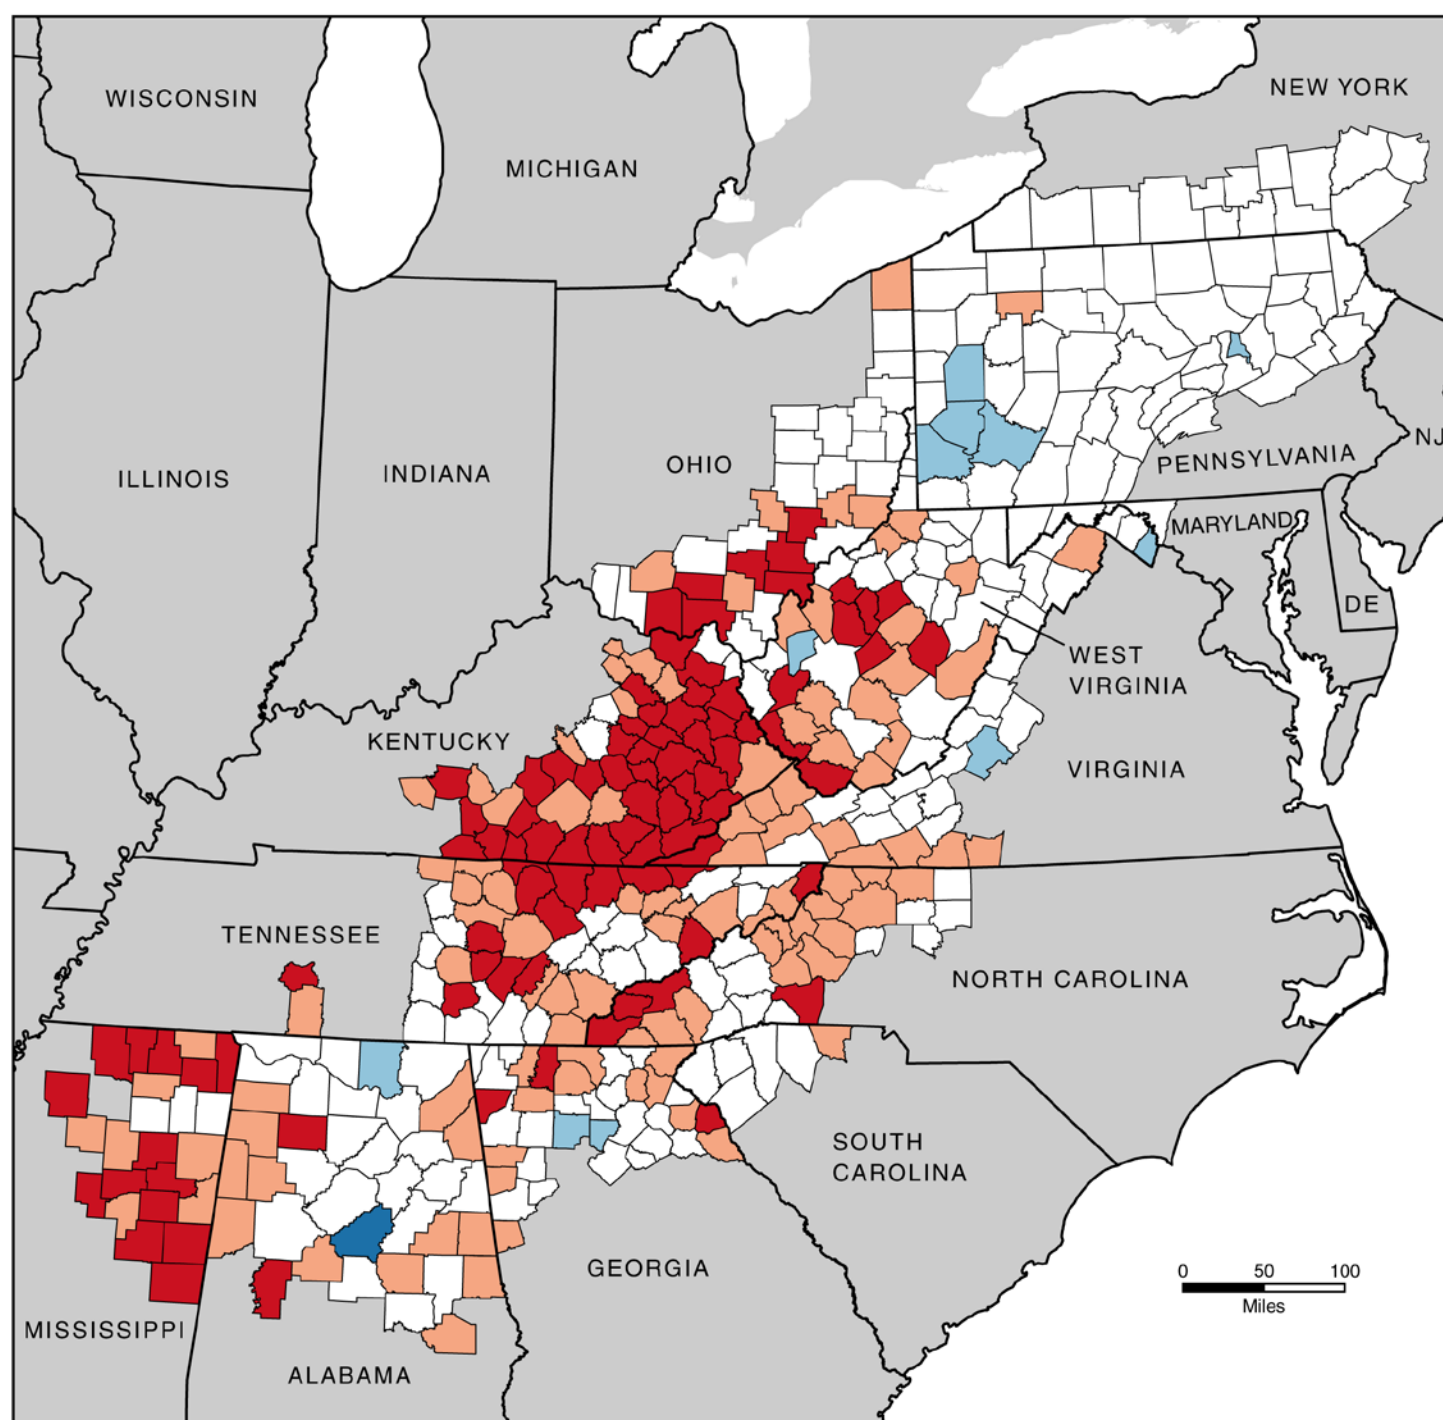 WISCONSIN
NEW YORK
MICHIGAN
ILLINOIS
INDIANA
OHIO
PENNSYLVANIA
NJ
MARYLAND
DE
WEST
VIRGINIA
KENTUCKY
VIRGINIA
TENNESSEE
NORTH CAROLINA
SOUTH
CAROLINA
GEORGIA
0 50 100
Miles
MISSISSIPPI
ALABAMA